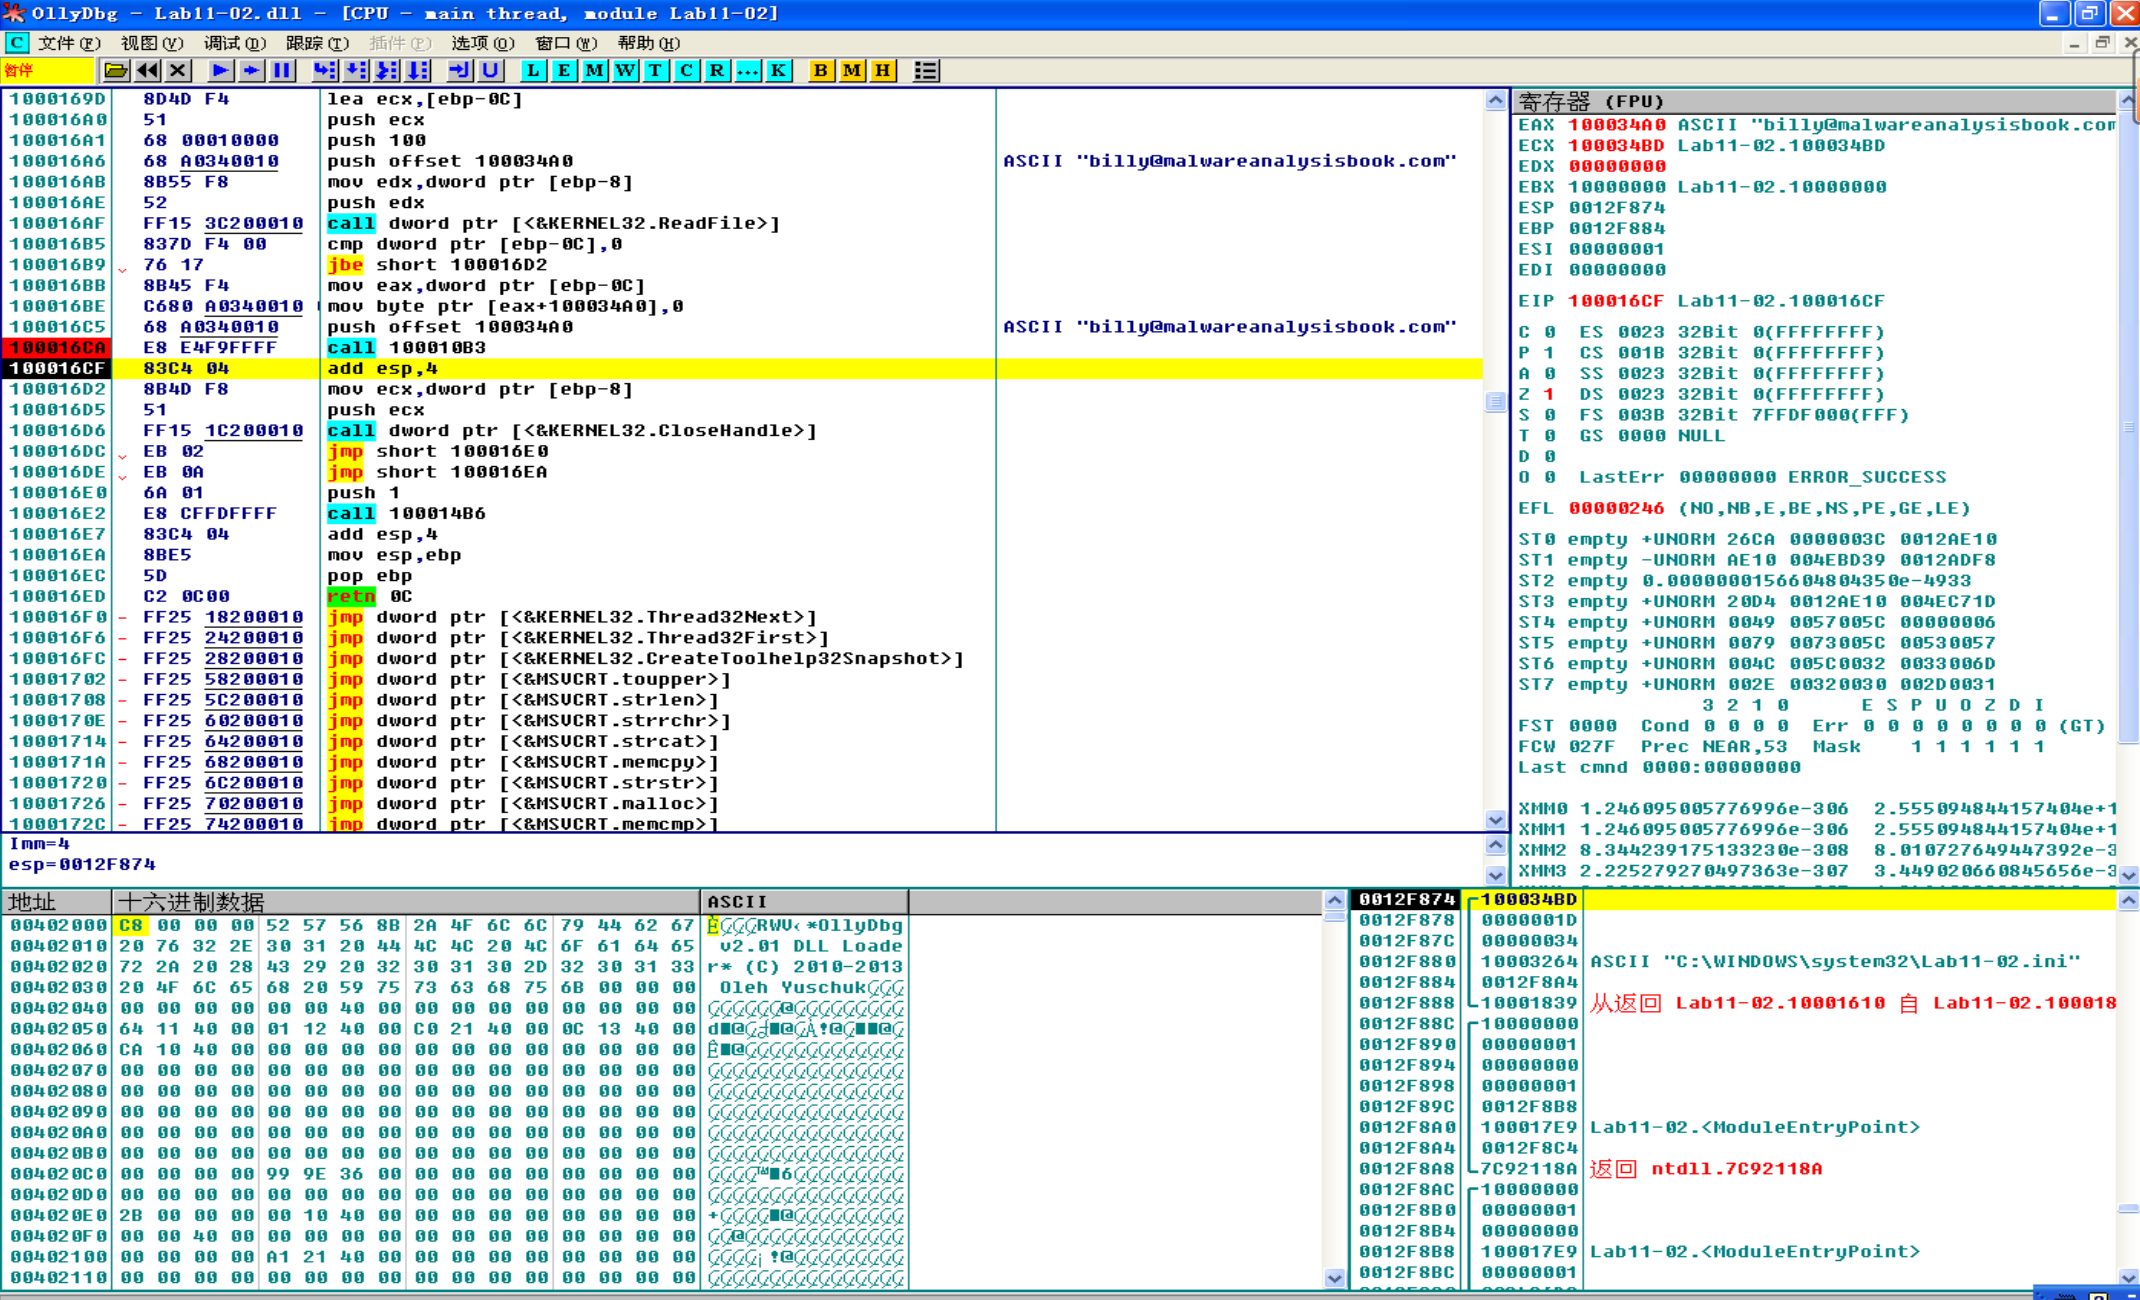 OllyDbg - Lab11-02.dll - [CPU - main thread, module Lab11-02]
C 文件(F) 视图(V) 调试(D) 跟踪(T) 插件(P) 选项(O) 窗口(W) 帮助(H)
暂停 L E M W T C R ... K B M H
1000169D 8D4D F4 lea ecx,[ebp-0C]
100016A0 51 push ecx
100016A1 68 00010000 push 100
100016A6 68 A0340010 push offset 100034A0 ASCII "billy@malwareanalysisbook.com"
100016AB 8B55 F8 mov edx,dword ptr [ebp-8]
100016AE 52 push edx
100016AF FF15 3C200010 call dword ptr [<&KERNEL32.ReadFile>]
100016B5 837D F4 00 cmp dword ptr [ebp-0C],0
100016B9 76 17 jbe short 100016D2
100016BB 8B45 F4 mov eax,dword ptr [ebp-0C]
100016BE C680 A0340010 mov byte ptr [eax+100034A0],0
100016C5 68 A0340010 push offset 100034A0 ASCII "billy@malwareanalysisbook.com"
100016CA E8 E4F9FFFF call 100010B3
100016CF 83C4 04 add esp,4
100016D2 8B4D F8 mov ecx,dword ptr [ebp-8]
100016D5 51 push ecx
100016D6 FF15 1C200010 call dword ptr [<&KERNEL32.CloseHandle>]
100016DC EB 02 jmp short 100016E0
100016DE EB 0A jmp short 100016EA
100016E0 6A 01 push 1
100016E2 E8 CFFDFFFF call 100014B6
100016E7 83C4 04 add esp,4
100016EA 8BE5 mov esp,ebp
100016EC 5D pop ebp
100016ED C2 0C00 retn 0C
100016F0 - FF25 18200010 jmp dword ptr [<&KERNEL32.Thread32Next>]
100016F6 - FF25 24200010 jmp dword ptr [<&KERNEL32.Thread32First>]
100016FC - FF25 28200010 jmp dword ptr [<&KERNEL32.CreateToolhelp32Snapshot>]
10001702 - FF25 58200010 jmp dword ptr [<&MSVCRT.toupper>]
10001708 - FF25 5C200010 jmp dword ptr [<&MSVCRT.strlen>]
1000170E - FF25 60200010 jmp dword ptr [<&MSVCRT.strrchr>]
10001714 - FF25 64200010 jmp dword ptr [<&MSVCRT.strcat>]
1000171A - FF25 68200010 jmp dword ptr [<&MSVCRT.memcpy>]
10001720 - FF25 6C200010 jmp dword ptr [<&MSVCRT.strstr>]
10001726 - FF25 70200010 jmp dword ptr [<&MSVCRT.malloc>]
1000172C - FF25 74200010 jmp dword ptr [<&MSVCRT.memcmp>]
Imm=4
esp=0012F874
寄存器 (FPU)
EAX 100034A0 ASCII "billy@malwareanalysisbook.com
ECX 100034BD Lab11-02.100034BD
EDX 00000000
EBX 10000000 Lab11-02.10000000
ESP 0012F874
EBP 0012F884
ESI 00000001
EDI 00000000
EIP 100016CF Lab11-02.100016CF
C 0 ES 0023 32Bit 0(FFFFFFFF)
P 1 CS 001B 32Bit 0(FFFFFFFF)
A 0 SS 0023 32Bit 0(FFFFFFFF)
Z 1 DS 0023 32Bit 0(FFFFFFFF)
S 0 FS 003B 32Bit 7FFDF000(FFF)
T 0 GS 0000 NULL
D 0
O 0 LastErr 00000000 ERROR_SUCCESS
EFL 00000246 (NO,NB,E,BE,NS,PE,GE,LE)
ST0 empty +UNORM 26CA 0000003C 0012AE10
ST1 empty -UNORM AE10 004EBD39 0012ADF8
ST2 empty 0.0000000156604804350e-4933
ST3 empty +UNORM 20D4 0012AE10 004EC71D
ST4 empty +UNORM 0049 0057005C 00000006
ST5 empty +UNORM 0079 0073005C 00530057
ST6 empty +UNORM 004C 005C0032 0033006D
ST7 empty +UNORM 002E 00320030 002D0031
3 2 1 0 E S P U O Z D I
FST 0000 Cond 0 0 0 0 Err 0 0 0 0 0 0 0 0 (GT)
FCW 027F Prec NEAR,53 Mask 1 1 1 1 1 1
Last cmnd 0000:00000000
XMM0 1.246095005776996e-306 2.555094844157404e+1
XMM1 1.246095005776996e-306 2.555094844157404e+1
XMM2 8.344239175133230e-308 8.010727649447392e-3
XMM3 2.225279270497363e-307 3.449020660845656e-3
地址 十六进制数据 ASCII
00402000 C8 00 00 00 52 57 56 8B 2A 4F 6C 6C 79 44 62 67 È RWV‹*OllyDbg
00402010 20 76 32 2E 30 31 20 44 4C 4C 20 4C 6F 61 64 65 v2.01 DLL Loade
00402020 72 2A 20 28 43 29 20 32 30 31 30 2D 32 30 31 33 r* (C) 2010-2013
00402030 20 4F 6C 65 68 20 59 75 73 63 68 75 6B 00 00 00 Oleh Yuschuk
00402040 00 00 00 00 00 00 40 00 00 00 00 00 00 00 00 00 @
00402050 64 11 40 00 01 12 40 00 C0 21 40 00 0C 13 40 00 d @ @ À!@ @
00402060 CA 10 40 00 00 00 00 00 00 00 00 00 00 00 00 00 Ê @
00402070 00 00 00 00 00 00 00 00 00 00 00 00 00 00 00 00
00402080 00 00 00 00 00 00 00 00 00 00 00 00 00 00 00 00
00402090 00 00 00 00 00 00 00 00 00 00 00 00 00 00 00 00
004020A0 00 00 00 00 00 00 00 00 00 00 00 00 00 00 00 00
004020B0 00 00 00 00 00 00 00 00 00 00 00 00 00 00 00 00
004020C0 00 00 00 00 99 9E 36 00 00 00 00 00 00 00 00 00 ™ 6
004020D0 00 00 00 00 00 00 00 00 00 00 00 00 00 00 00 00
004020E0 2B 00 00 00 00 10 40 00 00 00 00 00 00 00 00 00 + @
004020F0 00 00 40 00 00 00 00 00 00 00 00 00 00 00 00 00 @
00402100 00 00 00 00 A1 21 40 00 00 00 00 00 00 00 00 00 ¡!@
00402110 00 00 00 00 00 00 00 00 00 00 00 00 00 00 00 00
0012F874 100034BD
0012F878 0000001D
0012F87C 00000034
0012F880 10003264 ASCII "C:\WINDOWS\system32\Lab11-02.ini"
0012F884 0012F8A4
0012F888 10001839 从返回 Lab11-02.10001610 自 Lab11-02.100018
0012F88C 10000000
0012F890 00000001
0012F894 00000000
0012F898 00000001
0012F89C 0012F8B8
0012F8A0 100017E9 Lab11-02.<ModuleEntryPoint>
0012F8A4 0012F8C4
0012F8A8 7C92118A 返回 ntdll.7C92118A
0012F8AC 10000000
0012F8B0 00000001
0012F8B4 00000000
0012F8B8 100017E9 Lab11-02.<ModuleEntryPoint>
0012F8BC 00000001